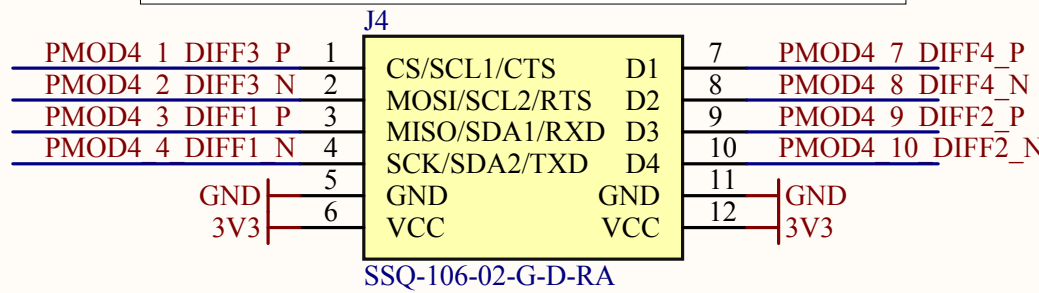 J4
PMOD4_1_DIFF3_P 1 CS/SCL1/CTS D1 7 PMOD4_7_DIFF4_P
PMOD4_2_DIFF3_N 2 MOSI/SCL2/RTS D2 8 PMOD4_8_DIFF4_N
PMOD4_3_DIFF1_P 3 MISO/SDA1/RXD D3 9 PMOD4_9_DIFF2_P
PMOD4_4_DIFF1_N 4 SCK/SDA2/TXD D4 10 PMOD4_10_DIFF2_N
GND 5 GND GND 11 GND
3V3 6 VCC VCC 12 3V3
SSQ-106-02-G-D-RA